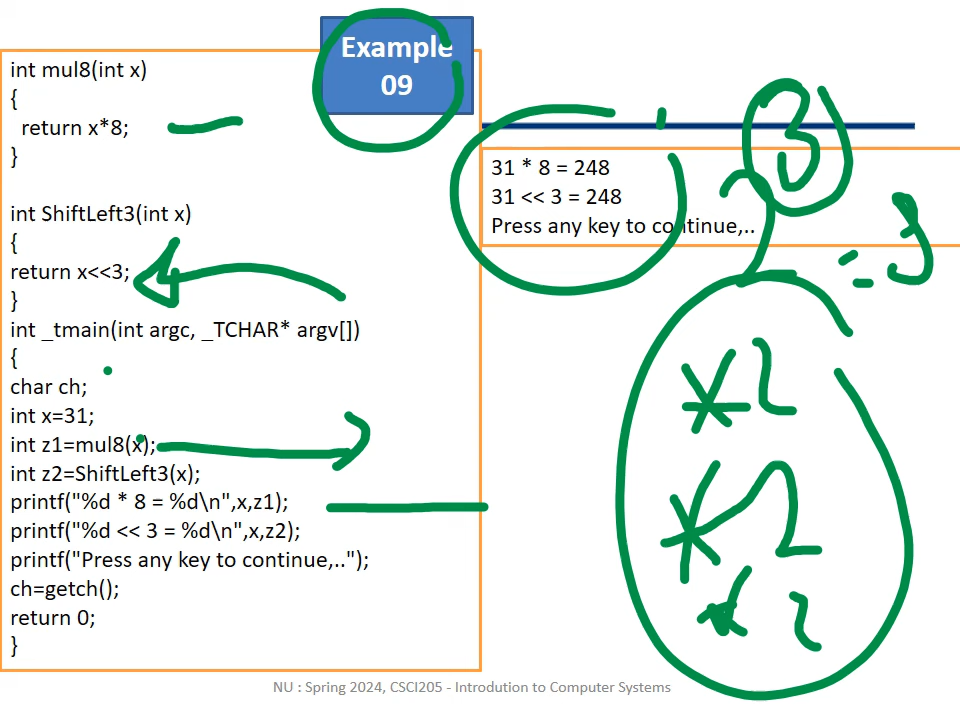 Example
09
int mul8(int x)
{
return x*8;
}
int ShiftLeft3(int x)
{
return x<<3;
}
int _tmain(int argc, _TCHAR* argv[])
{
char ch;
int x=31;
int z1=mul8(x);
int z2=ShiftLeft3(x);
printf("%d * 8 = %d\n",x,z1);
printf("%d << 3 = %d\n",x,z2);
printf("Press any key to continue,..");
ch=getch();
return 0;
}
31 * 8 = 248
31 << 3 = 248
Press any key to continue,..
2
3
= 3
*2
*2
*2
NU : Spring 2024, CSCI205 - Introdution to Computer Systems